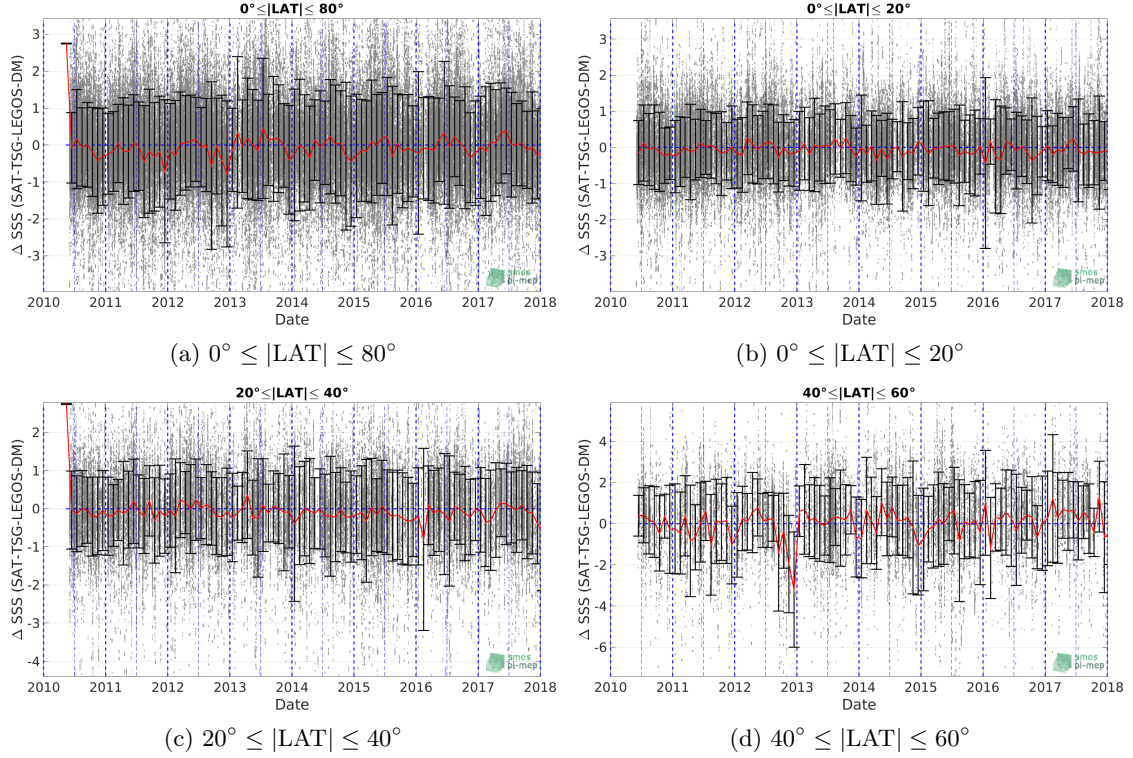 0°≤|LAT|≤ 80°
Δ SSS (SAT-TSG-LEGOS-DM)
3
2
1
0
-1
-2
-3
2010 2011 2012 2013 2014 2015 2016 2017 2018
Date
smos
pi-mep
(a) 0° ≤ |LAT| ≤ 80°
0°≤|LAT|≤ 20°
Δ SSS (SAT-TSG-LEGOS-DM)
3
2
1
0
-1
-2
-3
2010 2011 2012 2013 2014 2015 2016 2017 2018
Date
smos
pi-mep
(b) 0° ≤ |LAT| ≤ 20°
20°≤|LAT|≤ 40°
Δ SSS (SAT-TSG-LEGOS-DM)
2
1
0
-1
-2
-3
-4
2010 2011 2012 2013 2014 2015 2016 2017 2018
Date
smos
pi-mep
(c) 20° ≤ |LAT| ≤ 40°
40°≤|LAT|≤ 60°
Δ SSS (SAT-TSG-LEGOS-DM)
4
2
0
-2
-4
-6
2010 2011 2012 2013 2014 2015 2016 2017 2018
Date
smos
pi-mep
(d) 40° ≤ |LAT| ≤ 60°